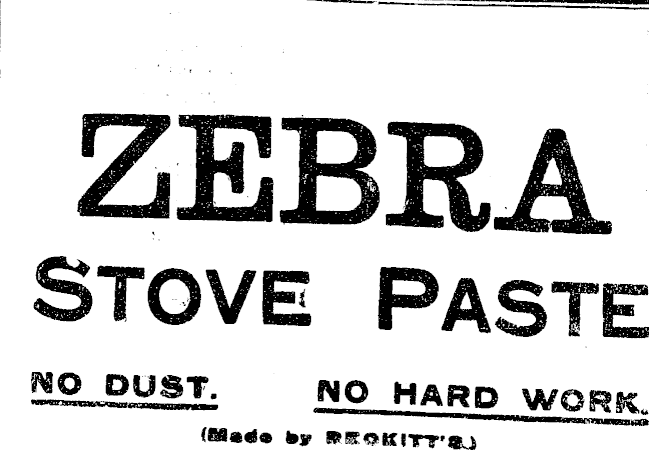 ZEBRA
STOVE PASTE
NO DUST. NO HARD WORK.
(Made by RECKITT'S.)